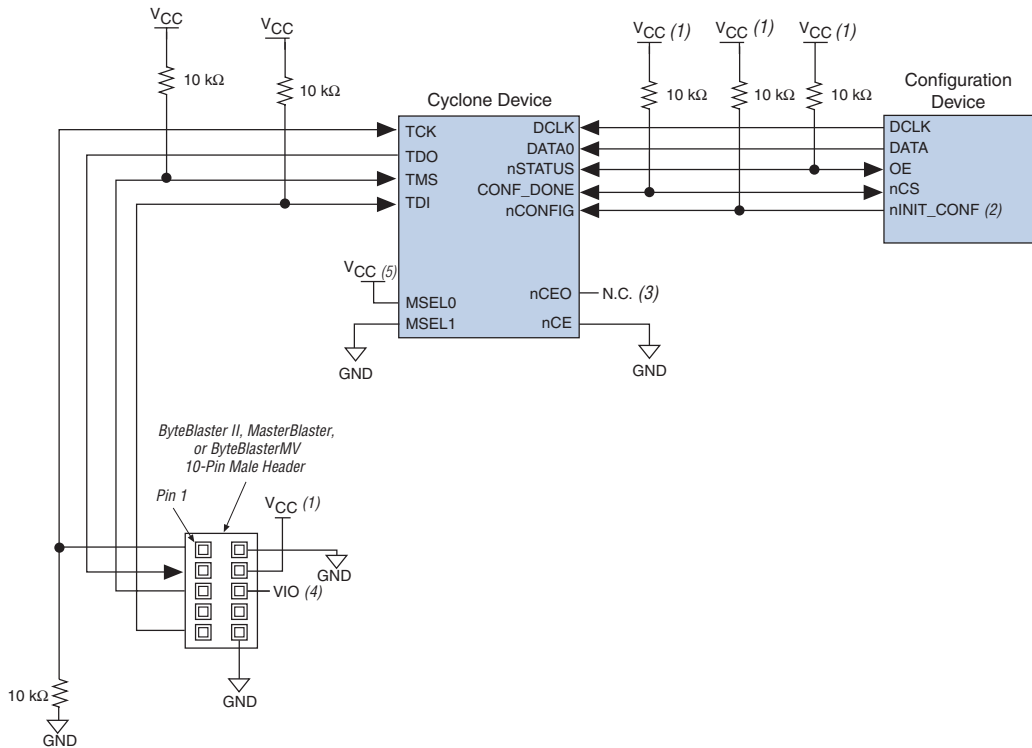 VCC
VCC
VCC (1)
VCC (1)
VCC (1)
10 kΩ
10 kΩ
10 kΩ
10 kΩ
10 kΩ
Cyclone Device
Configuration
Device
TCK
TDO
TMS
TDI
DCLK
DATA0
nSTATUS
CONF_DONE
nCONFIG
DCLK
DATA
OE
nCS
nINIT_CONF (2)
VCC (5)
MSEL0
MSEL1
GND
nCEO
N.C. (3)
nCE
GND
ByteBlaster II, MasterBlaster,
or ByteBlasterMV
10-Pin Male Header
Pin 1
VCC (1)
GND
VIO (4)
GND
10 kΩ
GND